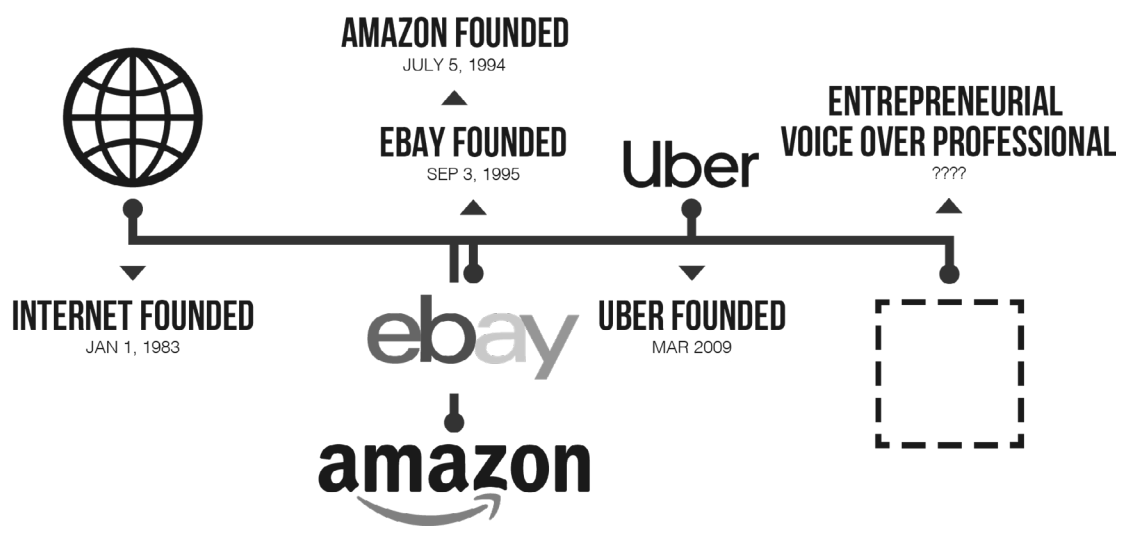 AMAZON FOUNDED
JULY 5, 1994
EBAY FOUNDED
SEP 3, 1995
Uber
ENTREPRENEURIAL
VOICE OVER PROFESSIONAL
????
INTERNET FOUNDED
JAN 1, 1983
ebay
UBER FOUNDED
MAR 2009
amazon